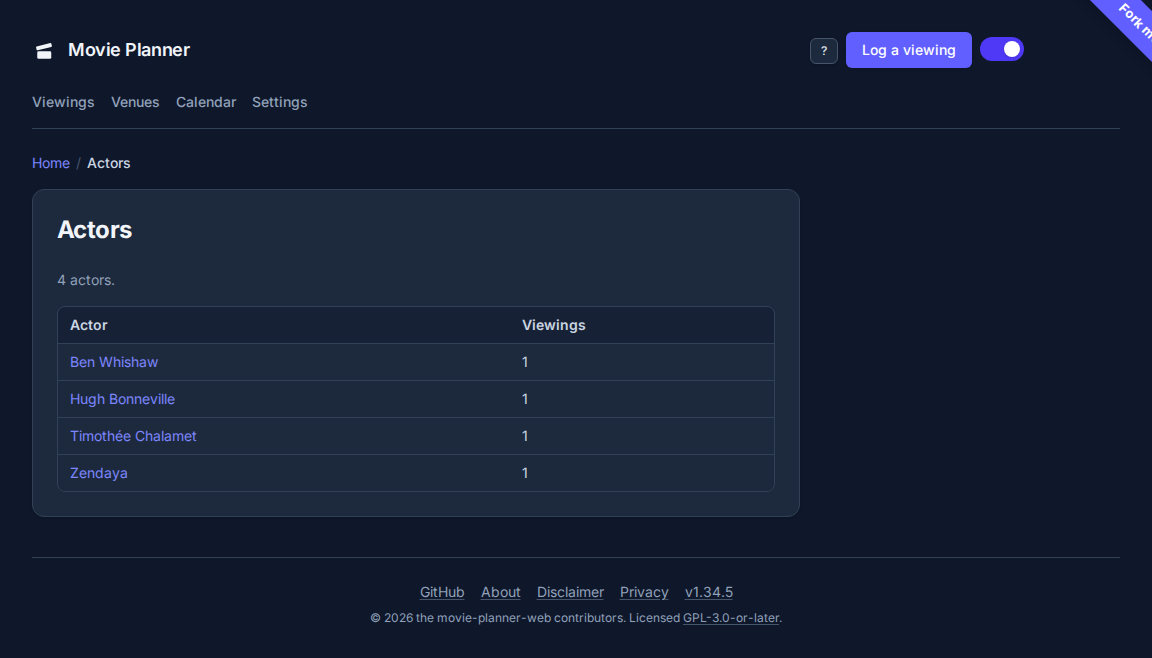 Movie Planner
?
Log a viewing
Fork m
Viewings Venues Calendar Settings
Home / Actors
Actors
4 actors.
Actor Viewings
Ben Whishaw 1
Hugh Bonneville 1
Timothée Chalamet 1
Zendaya 1
GitHub About Disclaimer Privacy v1.34.5
© 2026 the movie-planner-web contributors. Licensed GPL-3.0-or-later.